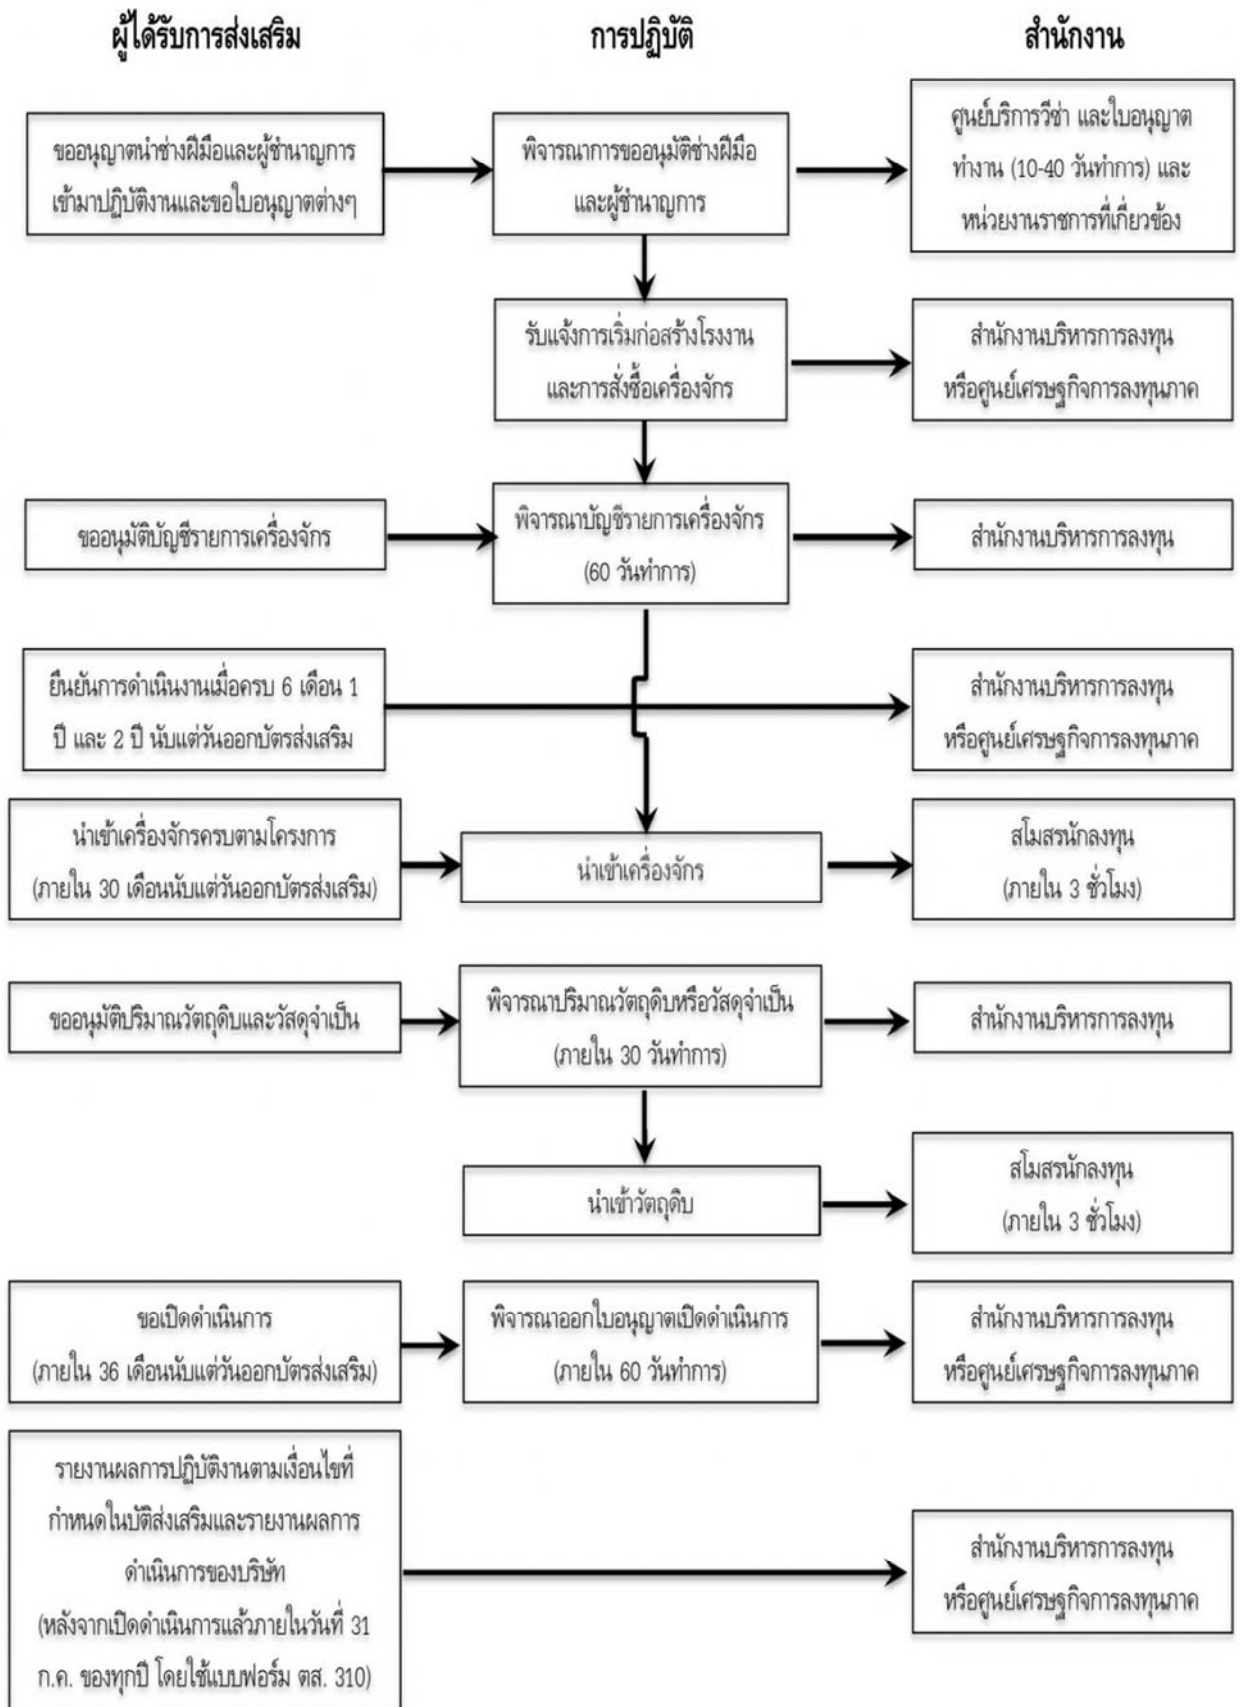 ผู้ได้รับการส่งเสริม
การปฏิบัติ
สำนักงาน
ขออนุญาตนำช่างฝีมือและผู้ชำนาญการ
เข้ามาปฏิบัติงานและขอใบอนุญาตต่างๆ
พิจารณาการขออนุมัติช่างฝีมือ
และผู้ชำนาญการ
ศูนย์บริการวีซ่า และใบอนุญาต
ทำงาน (10-40 วันทำการ) และ
หน่วยงานราชการที่เกี่ยวข้อง
รับแจ้งการเริ่มก่อสร้างโรงงาน
และการสั่งซื้อเครื่องจักร
สำนักงานบริหารการลงทุน
หรือศูนย์เศรษฐกิจการลงทุนภาค
ขออนุมัติบัญชีรายการเครื่องจักร
พิจารณาบัญชีรายการเครื่องจักร
(60 วันทำการ)
สำนักงานบริหารการลงทุน
ยืนยันการดำเนินงานเมื่อครบ 6 เดือน 1
ปี และ 2 ปี นับแต่วันออกบัตรส่งเสริม
สำนักงานบริหารการลงทุน
หรือศูนย์เศรษฐกิจการลงทุนภาค
นำเข้าเครื่องจักรครบตามโครงการ
(ภายใน 30 เดือนนับแต่วันออกบัตรส่งเสริม)
นำเข้าเครื่องจักร
สโมสรนักลงทุน
(ภายใน 3 ชั่วโมง)
ขออนุมัติปริมาณวัตถุดิบและวัสดุจำเป็น
พิจารณาปริมาณวัตถุดิบหรือวัสดุจำเป็น
(ภายใน 30 วันทำการ)
สำนักงานบริหารการลงทุน
นำเข้าวัตถุดิบ
สโมสรนักลงทุน
(ภายใน 3 ชั่วโมง)
ขอเปิดดำเนินการ
(ภายใน 36 เดือนนับแต่วันออกบัตรส่งเสริม)
พิจารณาออกใบอนุญาตเปิดดำเนินการ
(ภายใน 60 วันทำการ)
สำนักงานบริหารการลงทุน
หรือศูนย์เศรษฐกิจการลงทุนภาค
รายงานผลการปฏิบัติงานตามเงื่อนไขที่
กำหนดในบัติส่งเสริมและรายงานผลการ
ดำเนินการของบริษัท
(หลังจากเปิดดำเนินการแล้วภายในวันที่ 31
ก.ค. ของทุกปี โดยใช้แบบฟอร์ม ตส. 310)
สำนักงานบริหารการลงทุน
หรือศูนย์เศรษฐกิจการลงทุนภาค